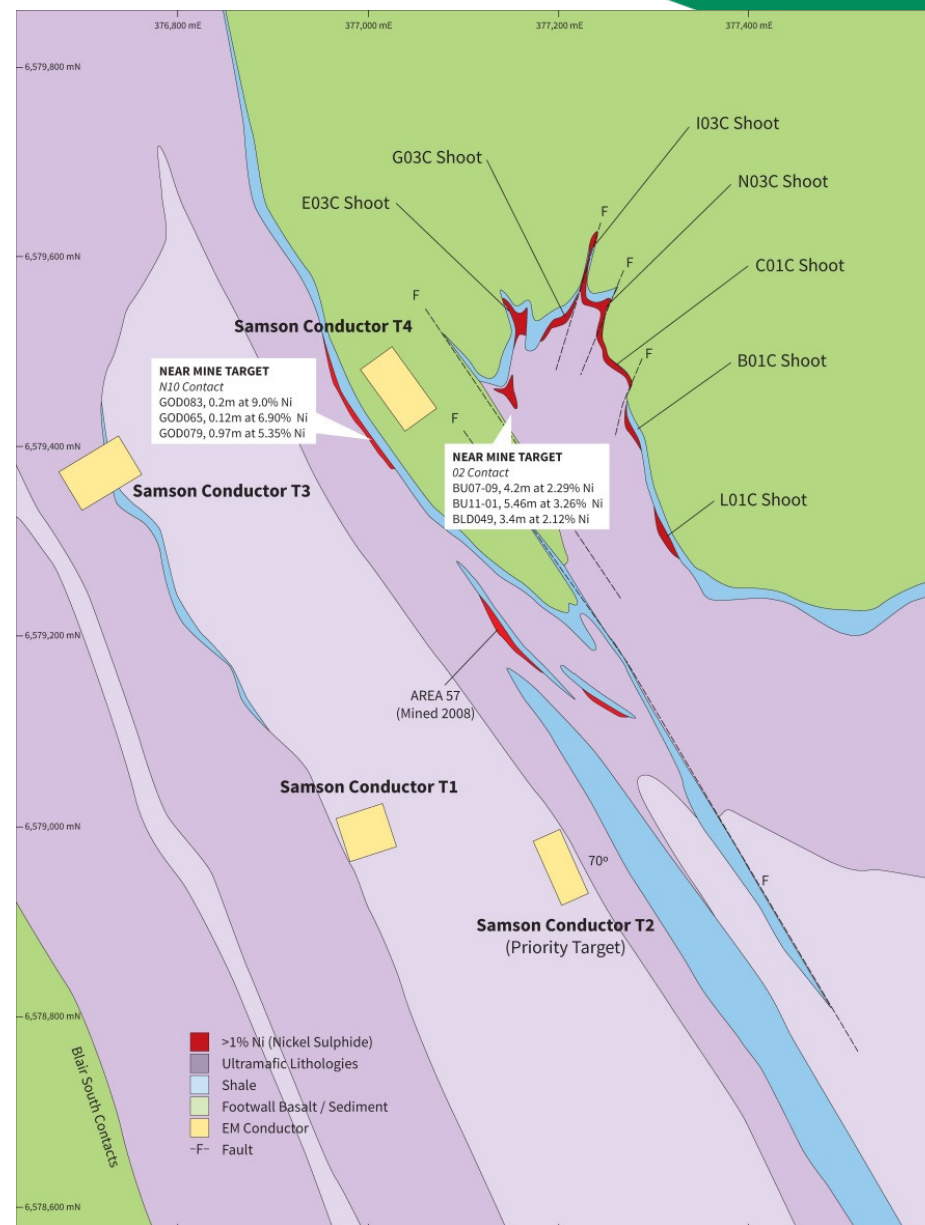 376,800 mE
377,000 mE
377,200 mE
377,400 mE
6,579,800 mN
I03C Shoot
G03C Shoot
N03C Shoot
E03C Shoot
F
6,579,600 mN
F
C01C Shoot
F
Samson Conductor T4
F
B01C Shoot
NEAR MINE TARGET
N10 Contact
GOD083, 0.2m at 9.0% Ni
GOD065, 0.12m at 6.90% Ni
GOD079, 0.97m at 5.35% Ni
F
6,579,400 mN
NEAR MINE TARGET
02 Contact
BU07-09, 4.2m at 2.29% Ni
BU11-01, 5.46m at 3.26% Ni
BLD049, 3.4m at 2.12% Ni
Samson Conductor T3
L01C Shoot
6,579,200 mN
AREA 57
(Mined 2008)
Samson Conductor T1
6,579,000 mN
70º
F
Samson Conductor T2
(Priority Target)
6,578,800 mN
>1% Ni (Nickel Sulphide)
Ultramafic Lithologies
Shale
Footwall Basalt / Sediment
EM Conductor
-F- Fault
Blair South Contacts
6,578,600 mN